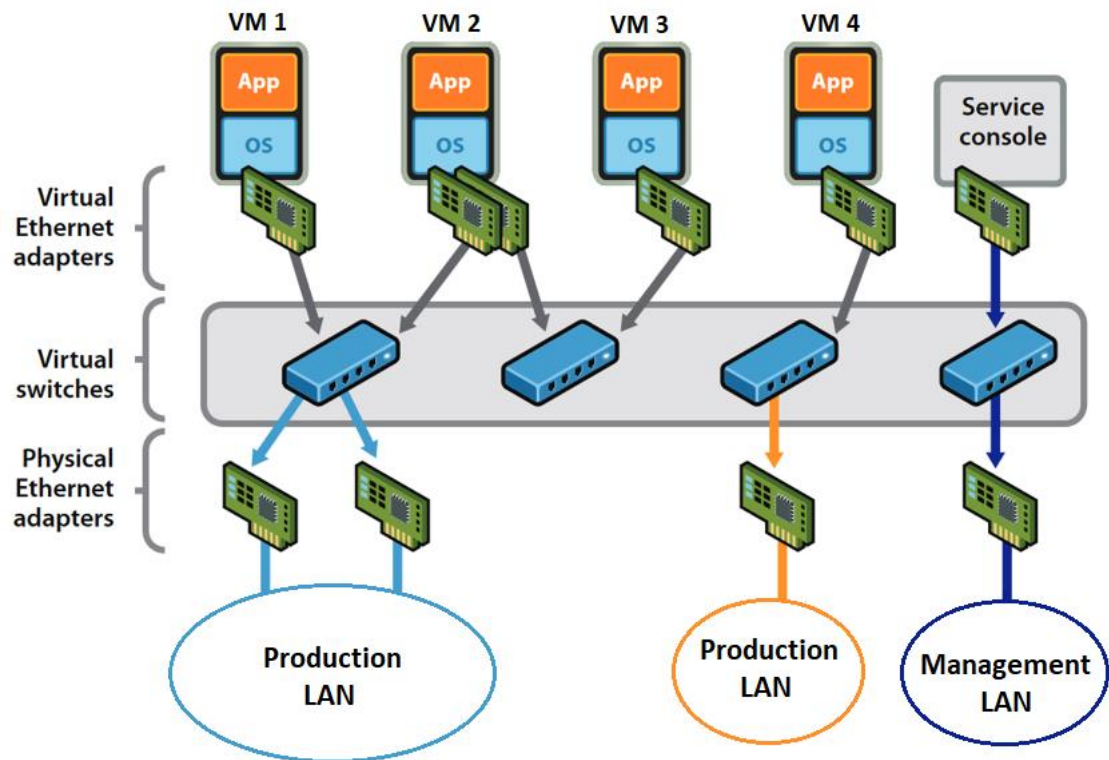 VM 1
VM 2
VM 3
VM 4
App
App
App
App
OS
OS
OS
OS
Service
console
Virtual
Ethernet
adapters
Virtual
switches
Physical
Ethernet
adapters
Production
LAN
Production
LAN
Management
LAN